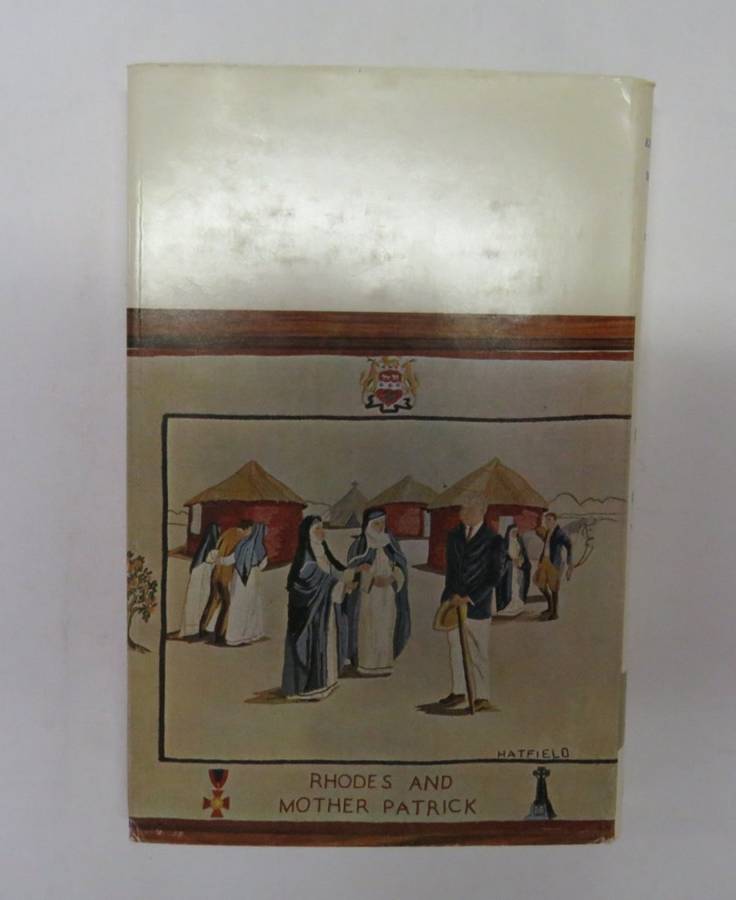 HATFIELD
RHODES AND
MOTHER PATRICK